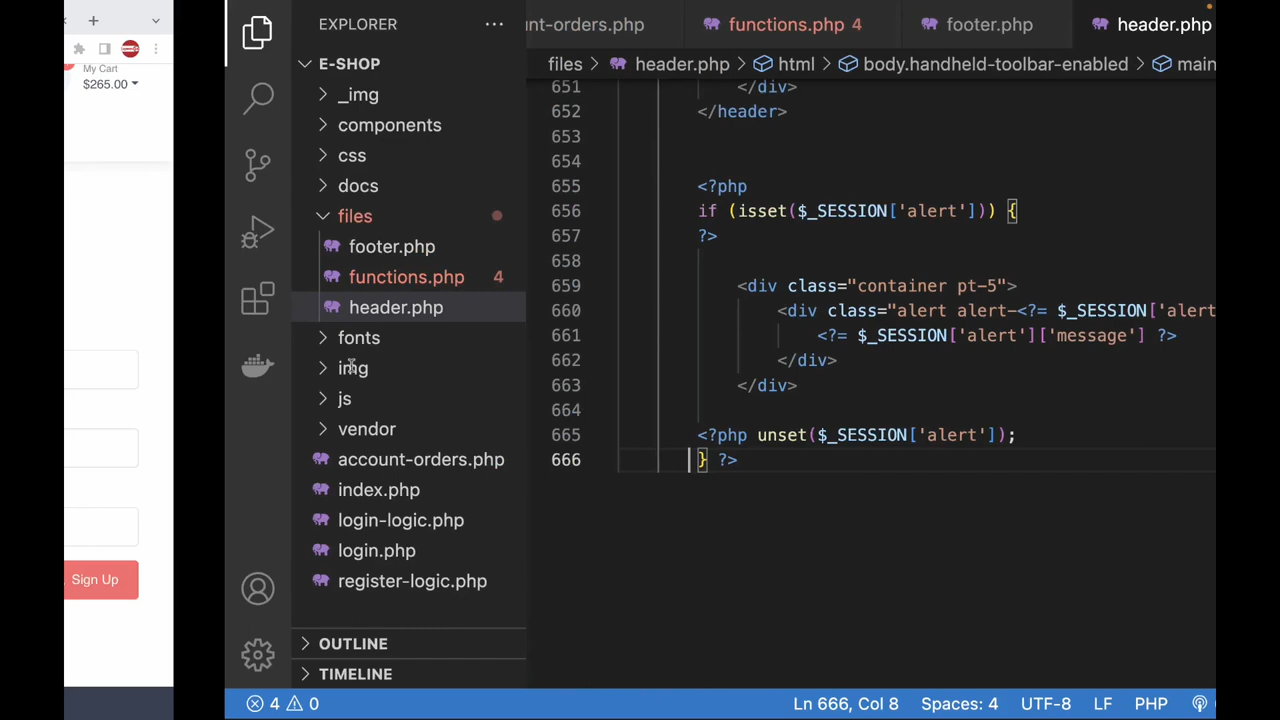 My Cart
$265.00
Sign Up
EXPLORER
E-SHOP
_img
components
css
docs
files
footer.php
functions.php 4
header.php
fonts
img
js
vendor
account-orders.php
index.php
login-logic.php
login.php
register-logic.php
OUTLINE
TIMELINE
unt-orders.php
functions.php 4
footer.php
header.php
files > header.php > html > body.handheld-toolbar-enabled > main
651 </div>
652 </header>
653
654
655 <?php
656 if (isset($_SESSION['alert'])) {
657 ?>
658
659 <div class="container pt-5">
660 <div class="alert alert-<?= $_SESSION['alert
661 <?= $_SESSION['alert']['message'] ?>
662 </div>
663 </div>
664
665 <?php unset($_SESSION['alert']);
666 } ?>
4 0 Ln 666, Col 8 Spaces: 4 UTF-8 LF PHP